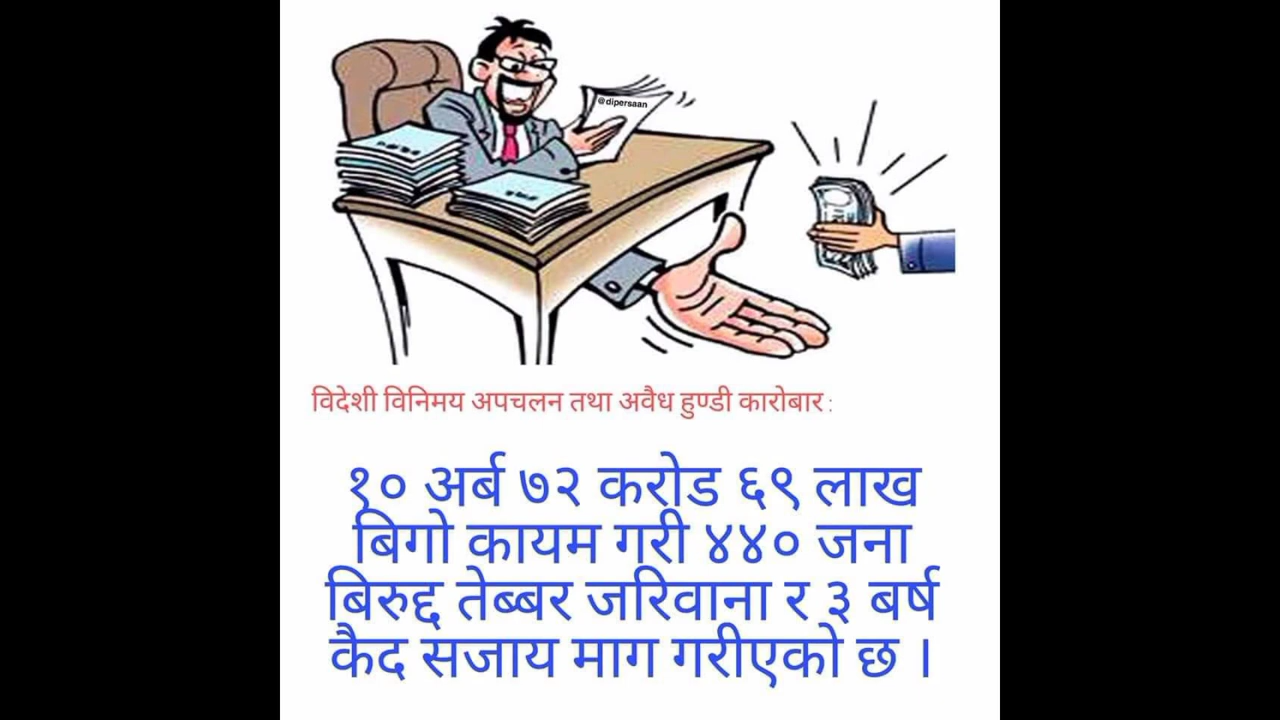 @dipersaan
विदेशी विनिमय अपचलन तथा अवैध हुण्डी कारोबार :
१० अर्ब ७२ करोड ६९ लाख
बिगो कायम गरी ४४० जना
बिरुद्द तेब्बर जरिवाना र ३ बर्ष
कैद सजाय माग गरीएको छ ।